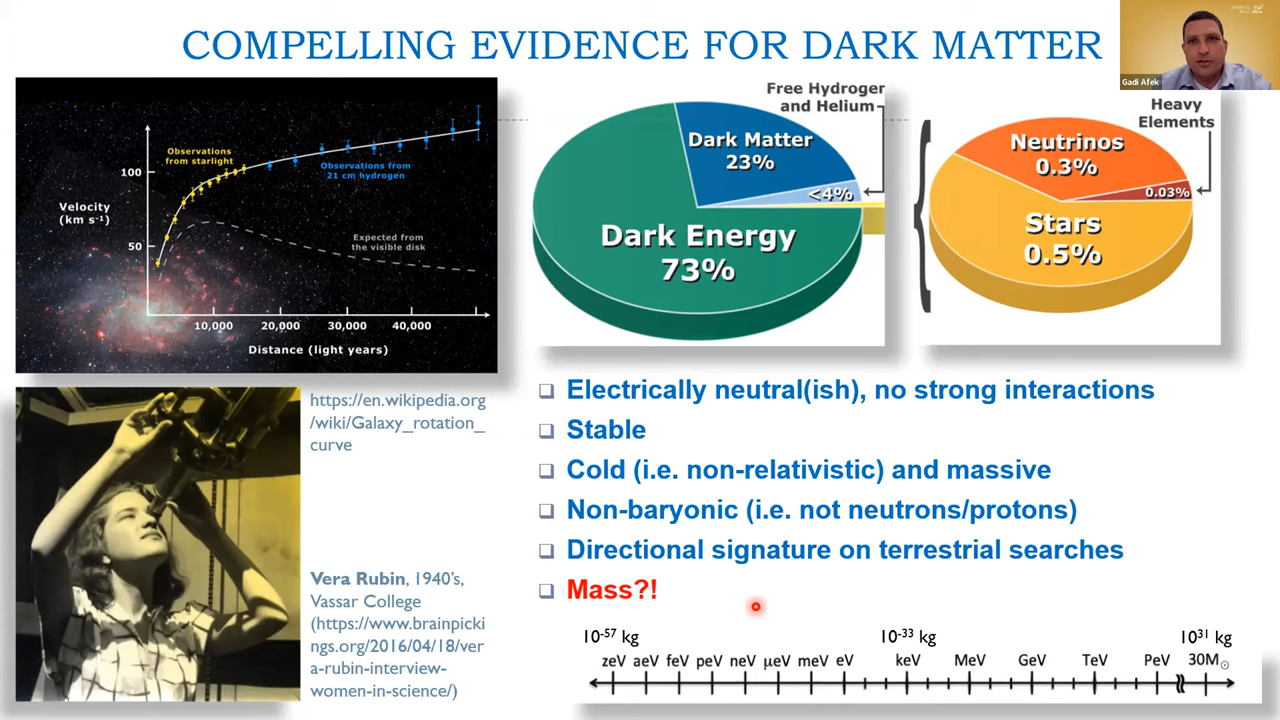 COMPELLING EVIDENCE FOR DARK MATTER
Gadi Afek
Observations
from starlight
Observations from
21 cm hydrogen
Expected from
the visible disk
Velocity
(km s⁻¹)
100
50
10,000
20,000
30,000
40,000
Distance (light years)
Free Hydrogen
and Helium
Dark Matter
23%
<4%
Dark Energy
73%
Heavy
Elements
Neutrinos
0.3%
0.03%
Stars
0.5%
https://en.wikipedia.org
/wiki/Galaxy_rotation_
curve
Vera Rubin, 1940's,
Vassar College
(https://www.brainpicki
ngs.org/2016/04/18/ver
a-rubin-interview-
women-in-science/)
❑ Electrically neutral(ish), no strong interactions
❑ Stable
❑ Cold (i.e. non-relativistic) and massive
❑ Non-baryonic (i.e. not neutrons/protons)
❑ Directional signature on terrestrial searches
❑ Mass?!
10⁻⁵⁷ kg
10⁻³³ kg
10³¹ kg
zeV aeV feV peV neV μeV meV eV keV MeV GeV TeV PeV 30M☉